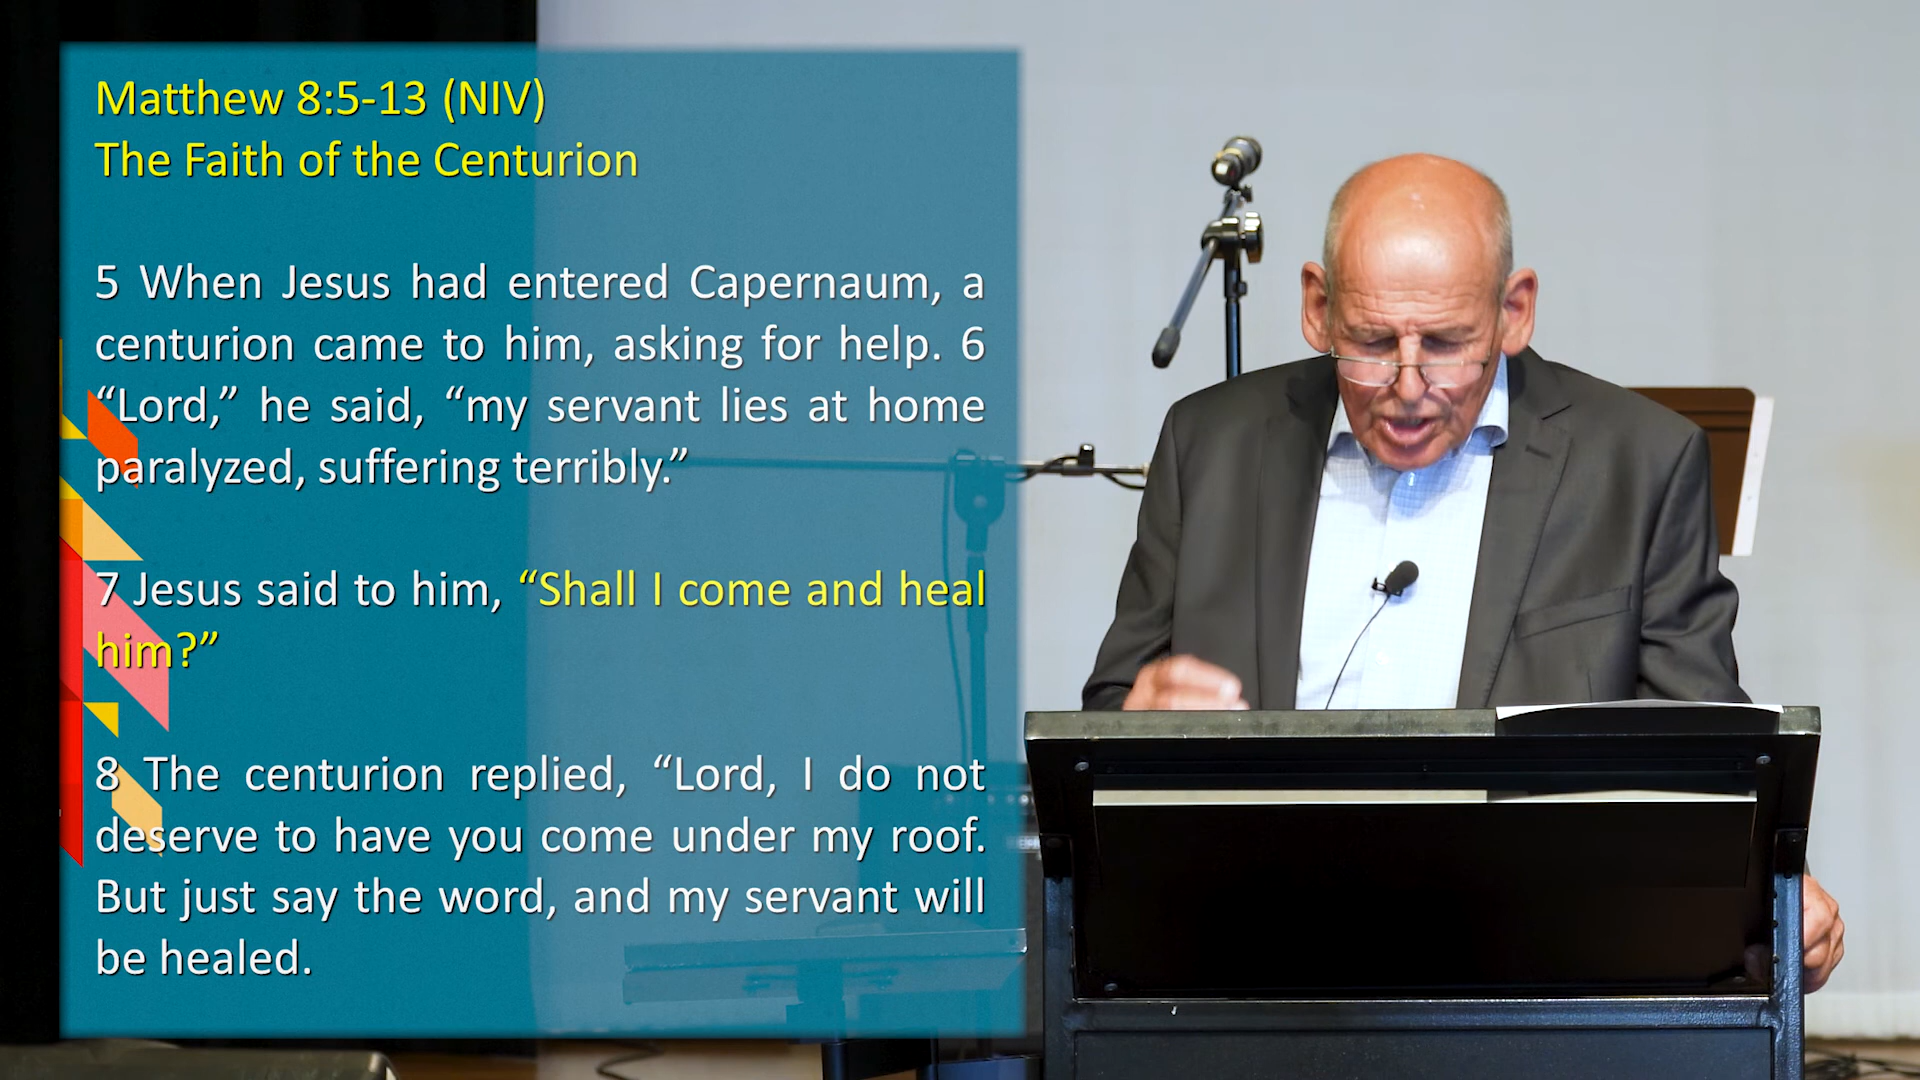 Matthew 8:5-13 (NIV)
The Faith of the Centurion
5 When Jesus had entered Capernaum, a
centurion came to him, asking for help. 6
“Lord,” he said, “my servant lies at home
paralyzed, suffering terribly.”
7 Jesus said to him, “Shall I come and heal
him?”
8 The centurion replied, “Lord, I do not
deserve to have you come under my roof.
But just say the word, and my servant will
be healed.